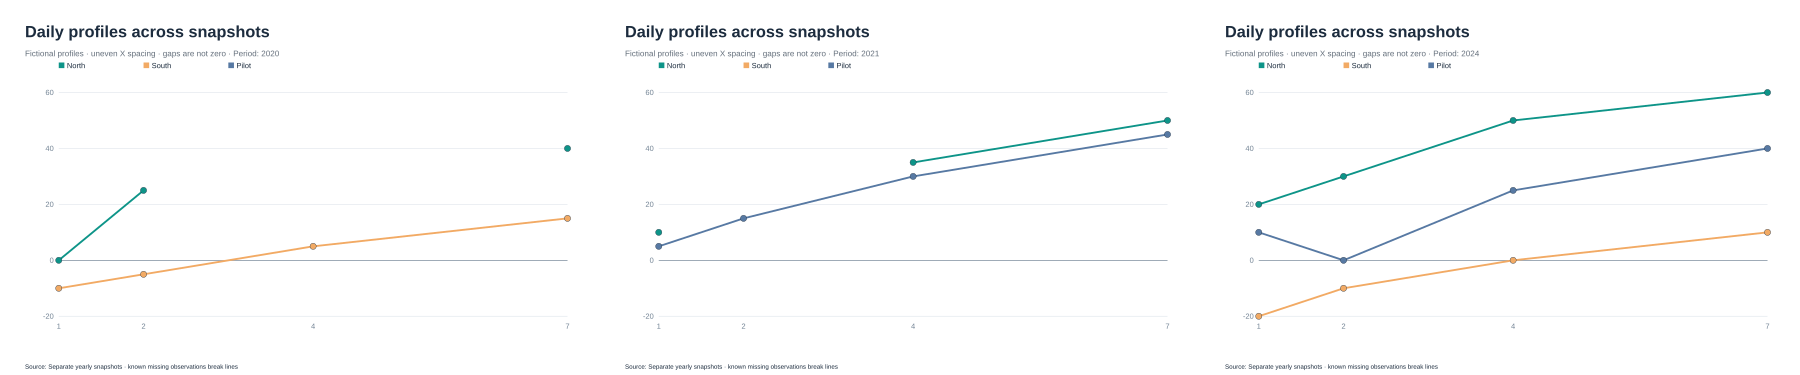 Daily profiles across snapshots
Fictional profiles · uneven X spacing · gaps are not zero · Period: 2020
North South Pilot
60
40
20
0
-20
1 2 4 7
Source: Separate yearly snapshots · known missing observations break lines
Daily profiles across snapshots
Fictional profiles · uneven X spacing · gaps are not zero · Period: 2021
North South Pilot
60
40
20
0
-20
1 2 4 7
Source: Separate yearly snapshots · known missing observations break lines
Daily profiles across snapshots
Fictional profiles · uneven X spacing · gaps are not zero · Period: 2024
North South Pilot
60
40
20
0
-20
1 2 4 7
Source: Separate yearly snapshots · known missing observations break lines